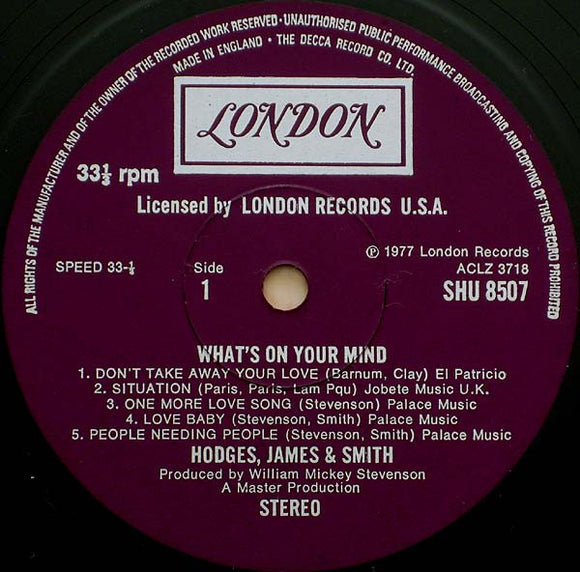 ALL RIGHTS OF THE MANUFACTURER AND OF THE OWNER OF THE RECORDED WORK RESERVED · UNAUTHORISED PUBLIC PERFORMANCE BROADCASTING AND COPYING OF THIS RECORD PROHIBITED
MADE IN ENGLAND · THE DECCA RECORD CO. LTD.
LONDON
33⅓ rpm
Licensed by LONDON RECORDS U.S.A.
SPEED 33-⅓
Side
1
℗ 1977 London Records
ACLZ 3718
SHU 8507
WHAT'S ON YOUR MIND
1. DON'T TAKE AWAY YOUR LOVE (Barnum, Clay) El Patricio
2. SITUATION (Paris, Paris, Lam Pqu) Jobete Music U.K.
3. ONE MORE LOVE SONG (Stevenson) Palace Music
4. LOVE BABY (Stevenson, Smith) Palace Music
5. PEOPLE NEEDING PEOPLE (Stevenson, Smith) Palace Music
HODGES, JAMES & SMITH
Produced by William Mickey Stevenson
A Master Production
STEREO